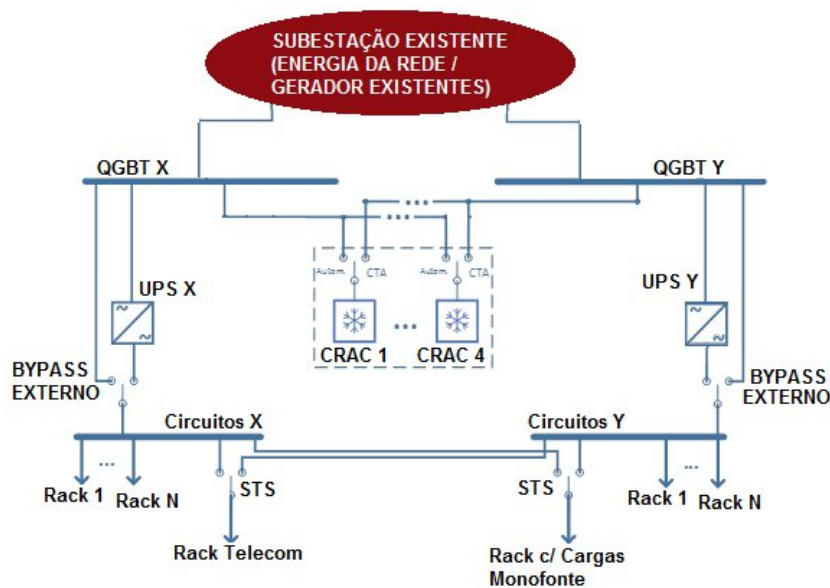 SUBESTAÇÃO EXISTENTE
(ENERGIA DA REDE /
GERADOR EXISTENTES)
QGBT X
QGBT Y
...
...
Autom.
CTA
Autom.
CTA
UPS X
UPS Y
...
CRAC 1
CRAC 4
BYPASS
EXTERNO
BYPASS
EXTERNO
Circuitos X
Circuitos Y
...
...
Rack 1
Rack N
STS
STS
Rack 1
Rack N
Rack Telecom
Rack c/ Cargas
Monofonte